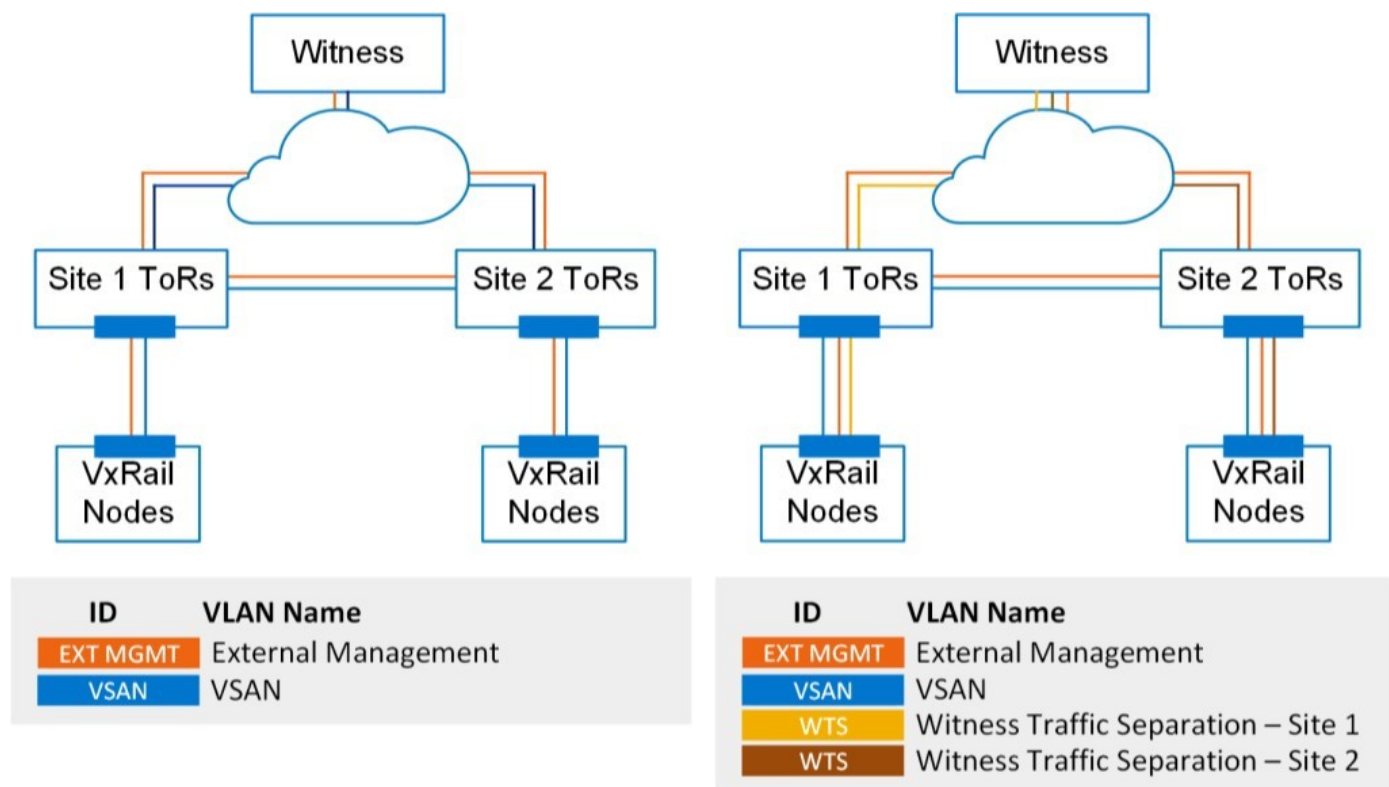 Witness
Site 1 ToRs
Site 2 ToRs
VxRail
Nodes
VxRail
Nodes
ID VLAN Name
EXT MGMT External Management
VSAN VSAN
Witness
Site 1 ToRs
Site 2 ToRs
VxRail
Nodes
VxRail
Nodes
ID VLAN Name
EXT MGMT External Management
VSAN VSAN
WTS Witness Traffic Separation – Site 1
WTS Witness Traffic Separation – Site 2